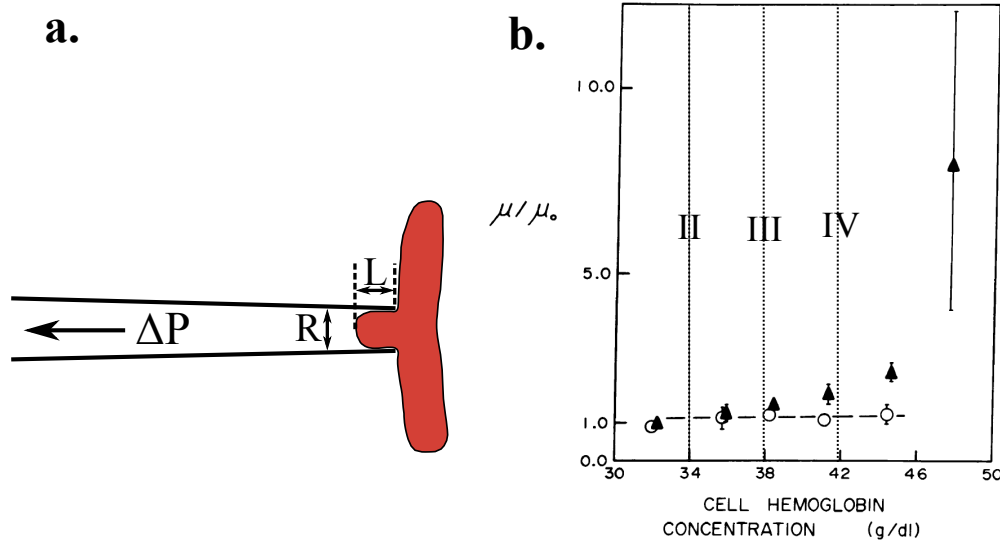 a.
L
R
ΔP
b.
10.0
5.0
1.0
0.0
μ/μ₀
II III IV
30 34 38 42 46 50
CELL HEMOGLOBIN
CONCENTRATION (g/dl)